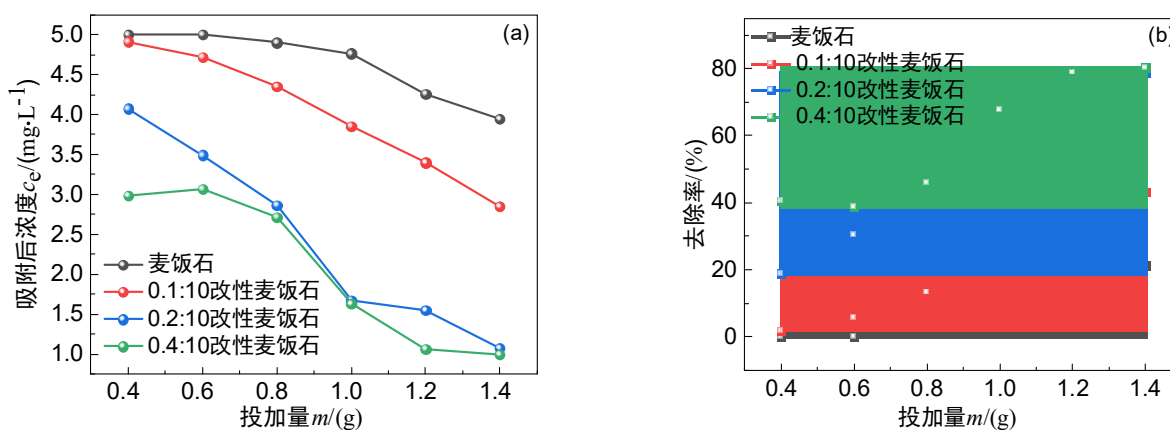 (a)
5.0
4.5
4.0
3.5
3.0
2.5
2.0
1.5
1.0
吸附后浓度ce/(mg·L⁻¹)
麦饭石
0.1:10改性麦饭石
0.2:10改性麦饭石
0.4:10改性麦饭石
0.4 0.6 0.8 1.0 1.2 1.4
投加量m/(g)
(b)
麦饭石
0.1:10改性麦饭石
0.2:10改性麦饭石
0.4:10改性麦饭石
80
60
40
20
0
去除率/(%)
0.4 0.6 0.8 1.0 1.2 1.4
投加量m/(g)